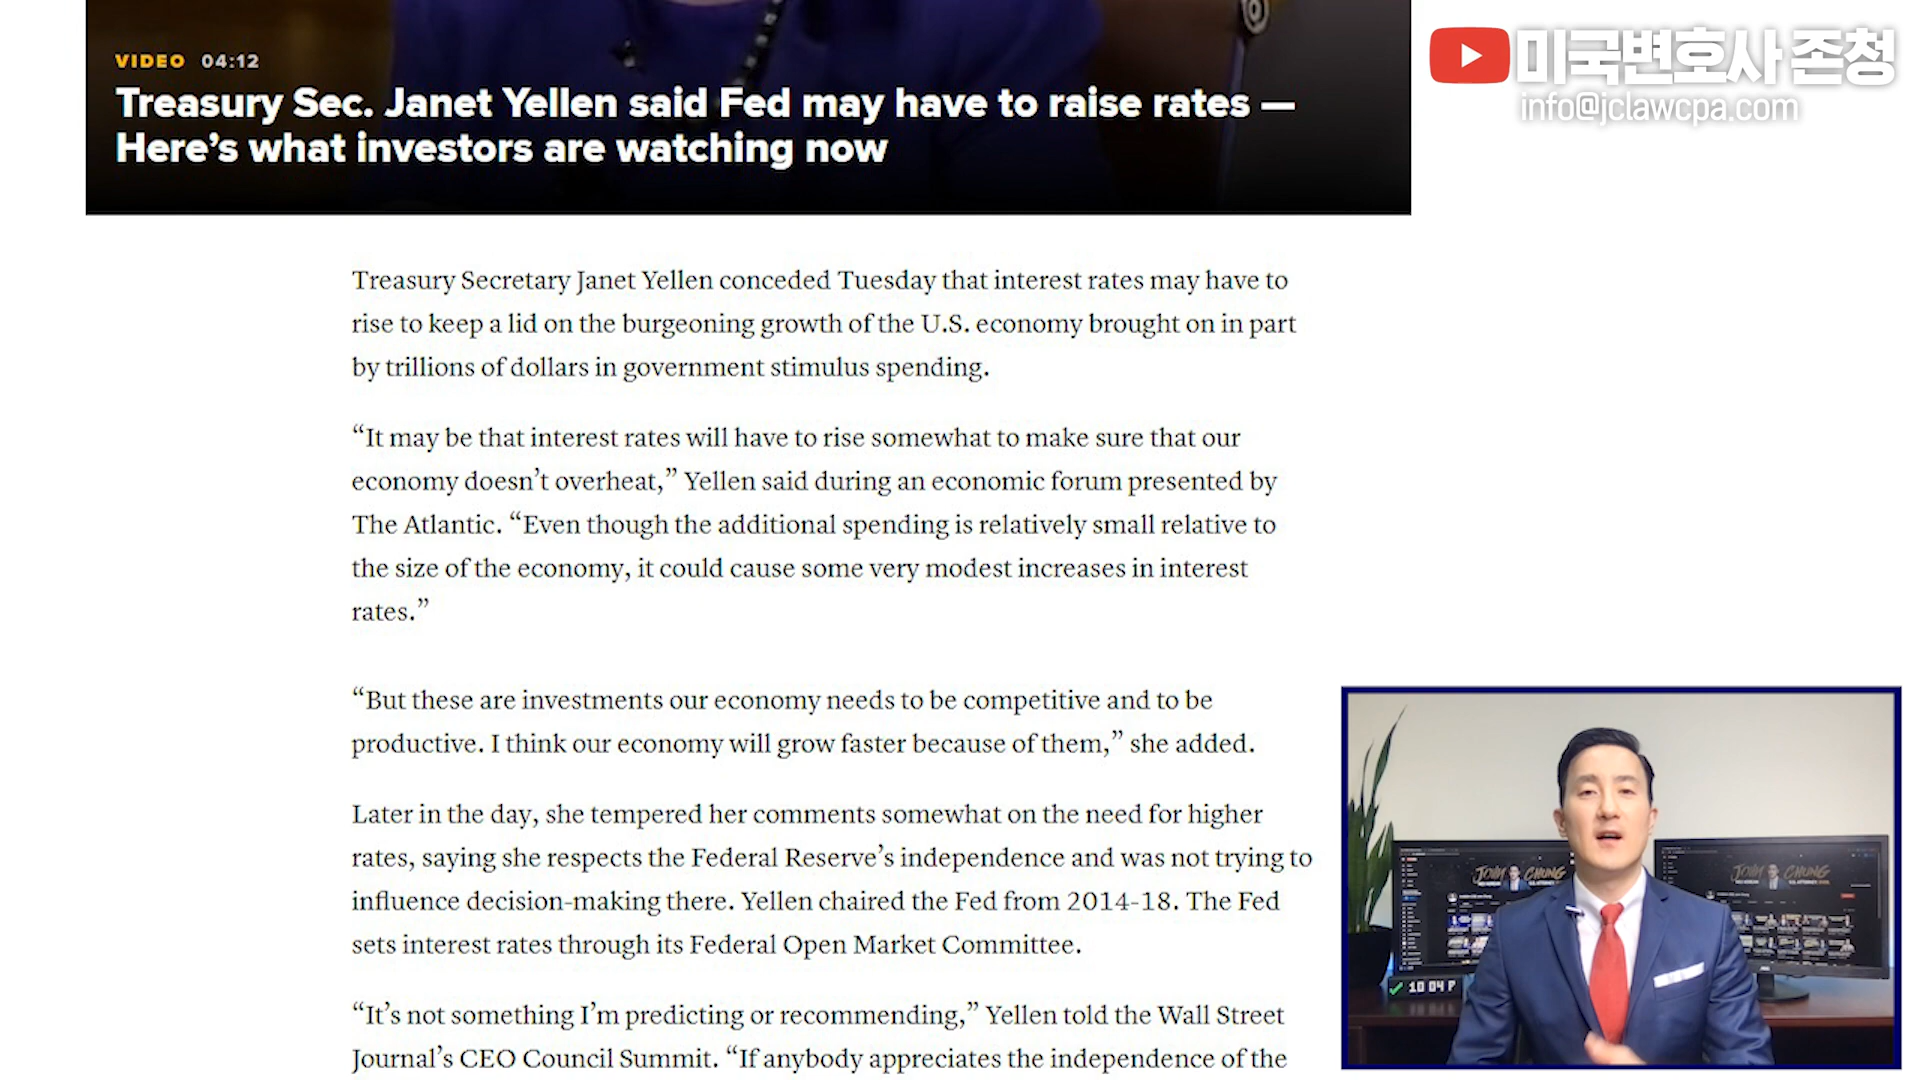 VIDEO 04:12
Treasury Sec. Janet Yellen said Fed may have to raise rates —
Here’s what investors are watching now
미국변호사 존청
info@jclawcpa.com
Treasury Secretary Janet Yellen conceded Tuesday that interest rates may have to
rise to keep a lid on the burgeoning growth of the U.S. economy brought on in part
by trillions of dollars in government stimulus spending.
“It may be that interest rates will have to rise somewhat to make sure that our
economy doesn’t overheat,” Yellen said during an economic forum presented by
The Atlantic. “Even though the additional spending is relatively small relative to
the size of the economy, it could cause some very modest increases in interest
rates.”
“But these are investments our economy needs to be competitive and to be
productive. I think our economy will grow faster because of them,” she added.
Later in the day, she tempered her comments somewhat on the need for higher
rates, saying she respects the Federal Reserve’s independence and was not trying to
influence decision-making there. Yellen chaired the Fed from 2014-18. The Fed
sets interest rates through its Federal Open Market Committee.
“It’s not something I’m predicting or recommending,” Yellen told the Wall Street
Journal’s CEO Council Summit. “If anybody appreciates the independence of the
JOHN CHUNG
JOHN CHUNG
10 04 P